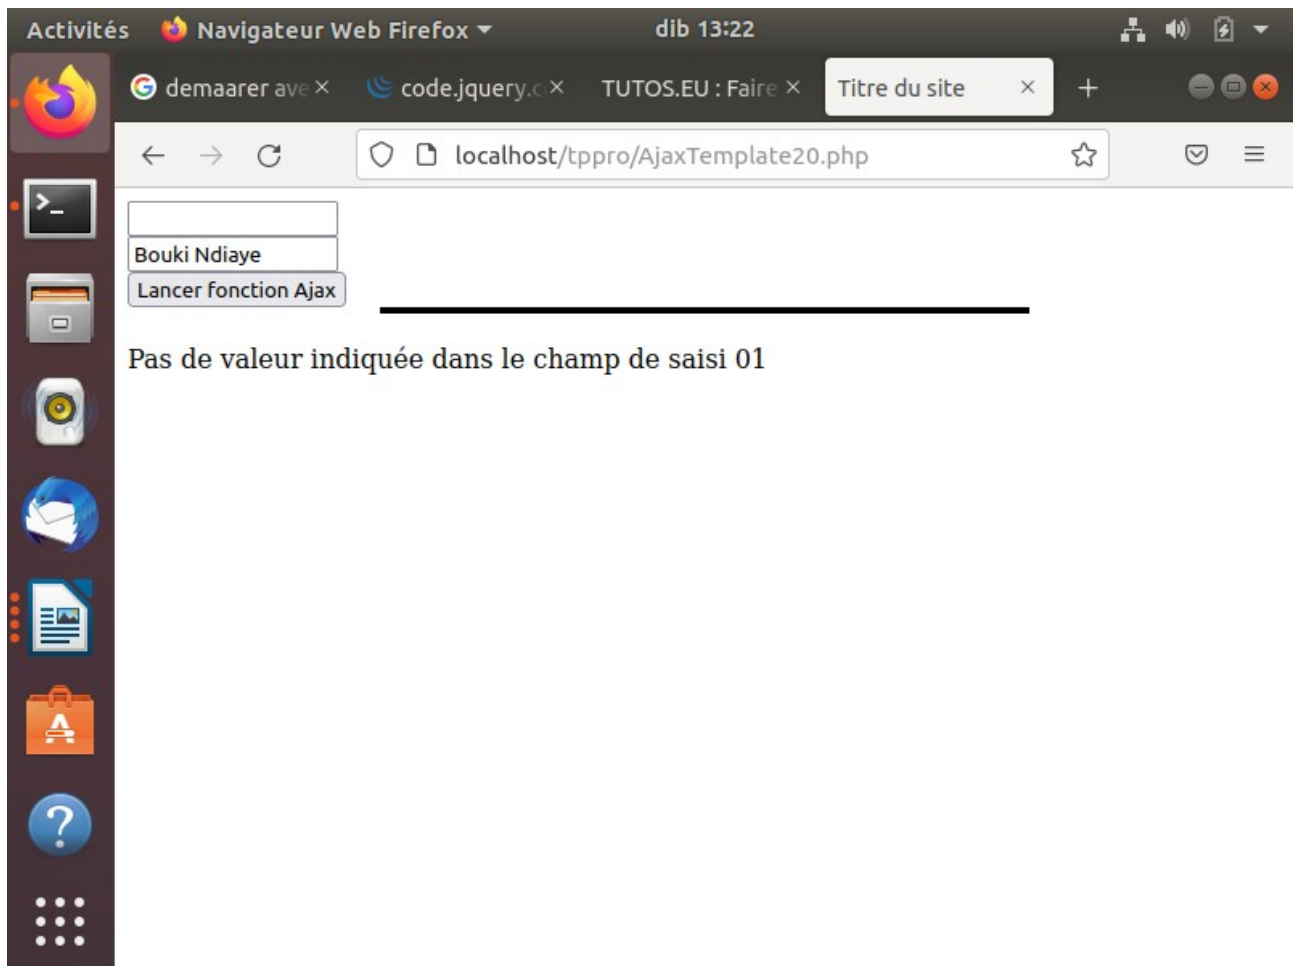 Activités Navigateur Web Firefox dib 13:22
demaarer ave code.jquery.c TUTOS.EU : Faire Titre du site
localhost/tppro/AjaxTemplate20.php
Bouki Ndiaye
Lancer fonction Ajax
Pas de valeur indiquée dans le champ de saisi 01